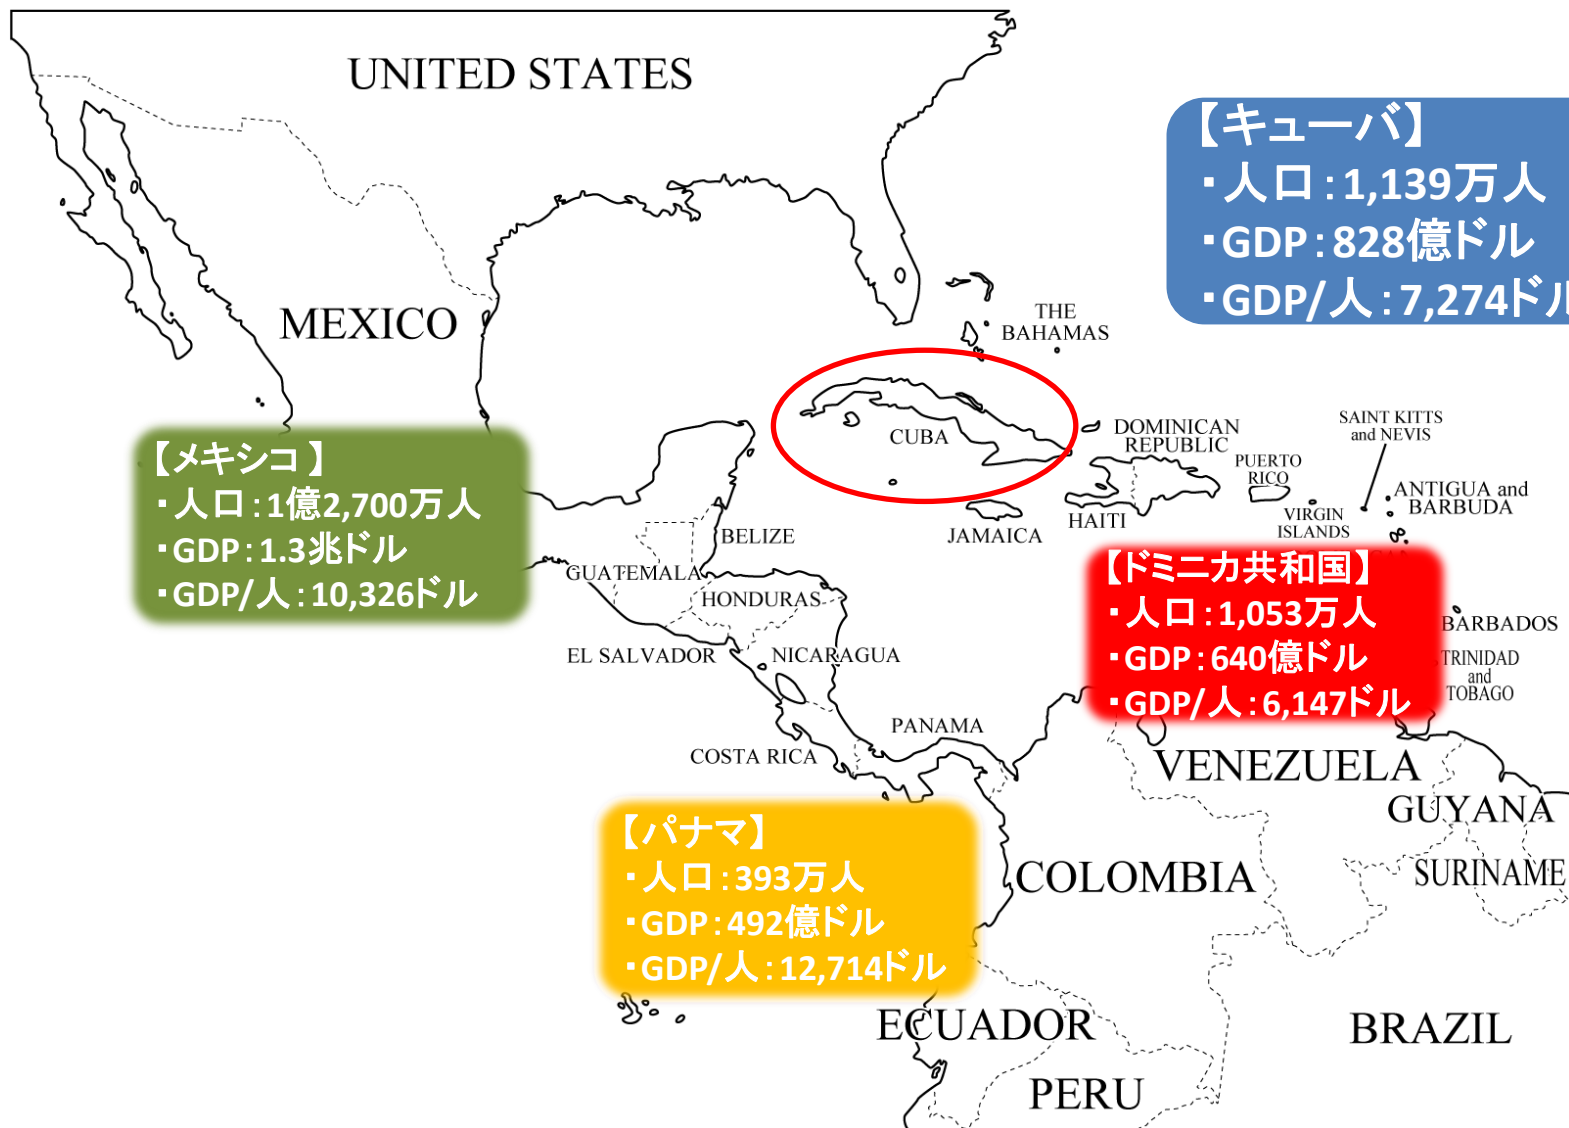 UNITED STATES
【キューバ】
・人口：1,139万人
・GDP：828億ドル
・GDP/人：7,274ドル
MEXICO
THE
BAHAMAS
CUBA
DOMINICAN
REPUBLIC
SAINT KITTS
and NEVIS
PUERTO
RICO
ANTIGUA and
BARBUDA
VIRGIN
ISLANDS
HAITI
JAMAICA
【メキシコ】
・人口：1億2,700万人
・GDP：1.3兆ドル
・GDP/人：10,326ドル
BELIZE
GUATEMALA
HONDURAS
EL SALVADOR
NICARAGUA
【ドミニカ共和国】
・人口：1,053万人
・GDP：640億ドル
・GDP/人：6,147ドル
BARBADOS
TRINIDAD
and
TOBAGO
PANAMA
COSTA RICA
VENEZUELA
GUYANA
SURINAME
COLOMBIA
【パナマ】
・人口：393万人
・GDP：492億ドル
・GDP/人：12,714ドル
ECUADOR
BRAZIL
PERU